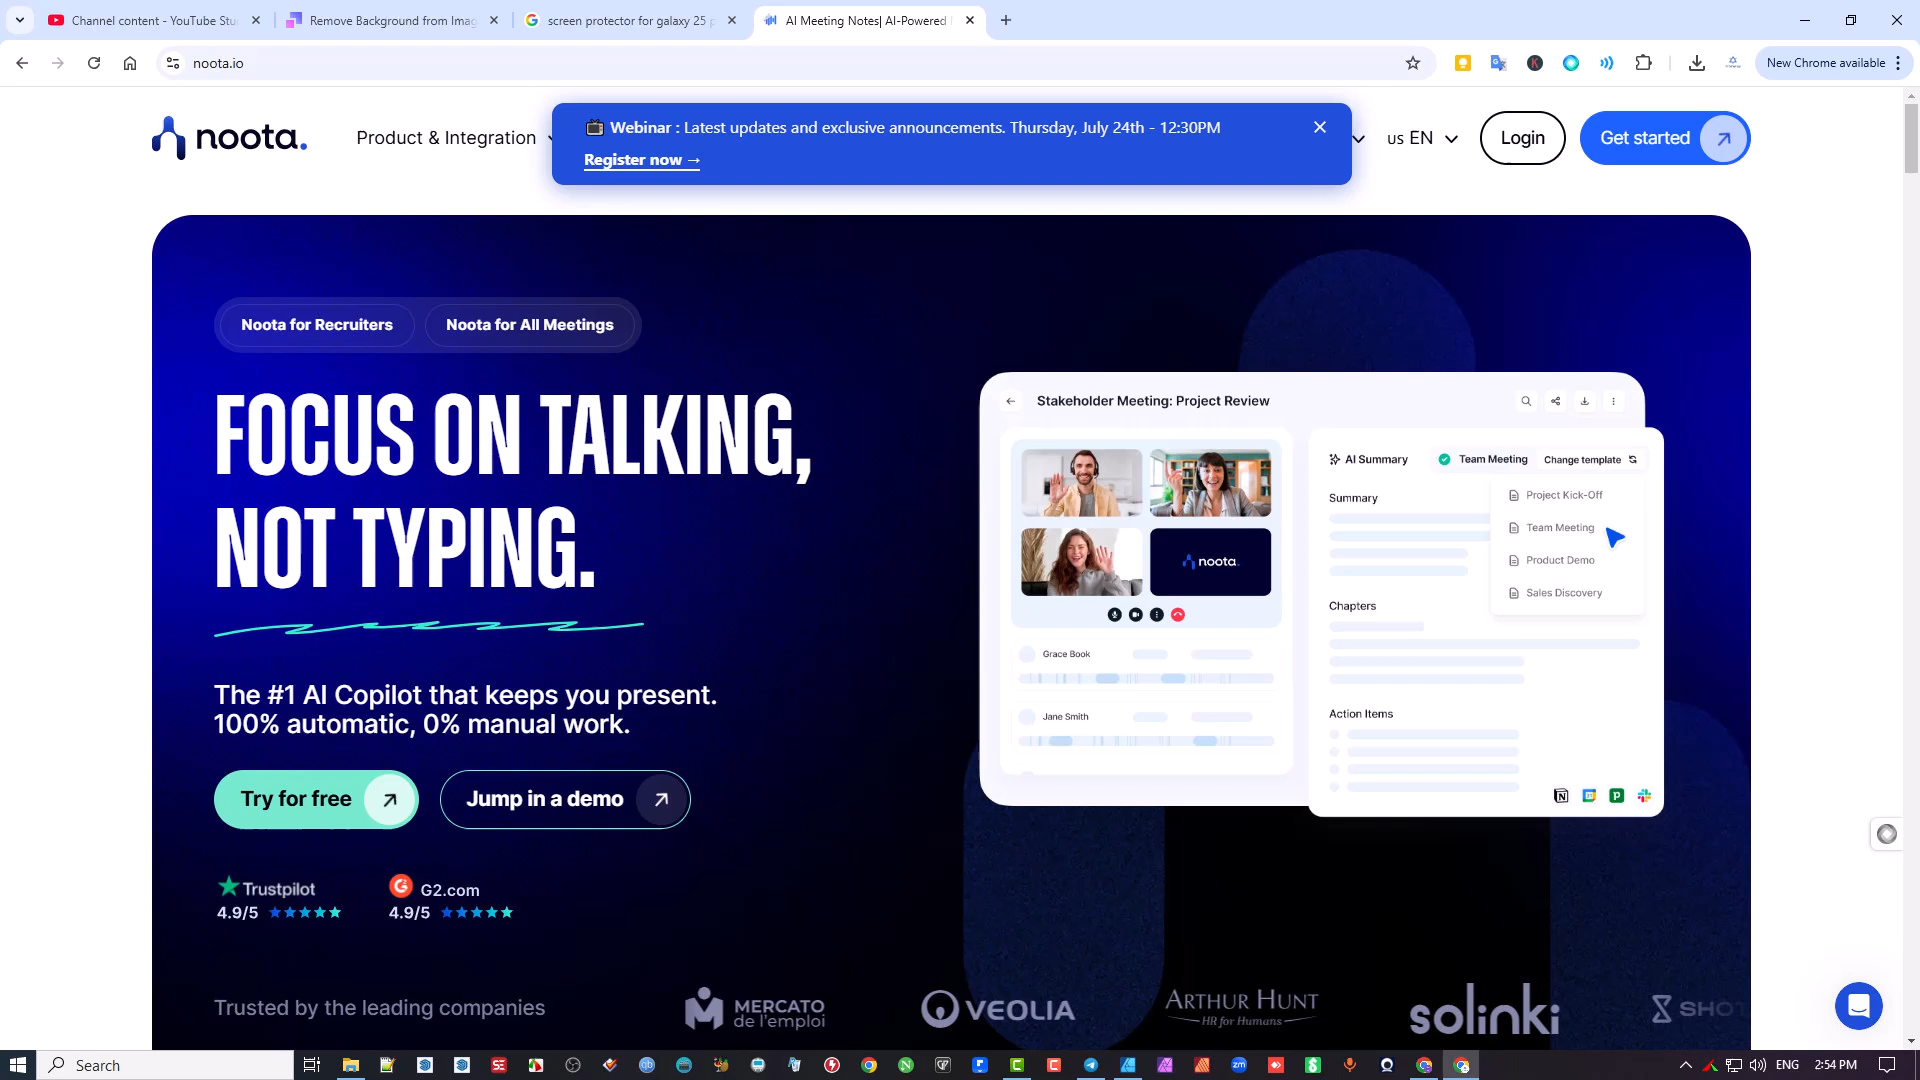 Channel content - YouTube Stu
Remove Background from Imag
screen protector for galaxy 25 p
AI Meeting Notes| AI-Powered
noota.io
New Chrome available
noota.
Product & Integration
Webinar : Latest updates and exclusive announcements. Thursday, July 24th - 12:30PM
Register now →
us EN
Login
Get started
Noota for Recruiters
Noota for All Meetings
FOCUS ON TALKING,
NOT TYPING.
The #1 AI Copilot that keeps you present.
100% automatic, 0% manual work.
Try for free
Jump in a demo
Trustpilot
4.9/5
G2.com
4.9/5
Stakeholder Meeting: Project Review
noota.
Grace Book
Jane Smith
AI Summary
Team Meeting
Change template
Summary
Project Kick-Off
Team Meeting
Product Demo
Sales Discovery
Chapters
Action Items
Trusted by the leading companies
MERCATO
de l'emploi
VEOLIA
ARTHUR HUNT
HR for Humans
solinki
SHOT
Search
ENG
2:54 PM